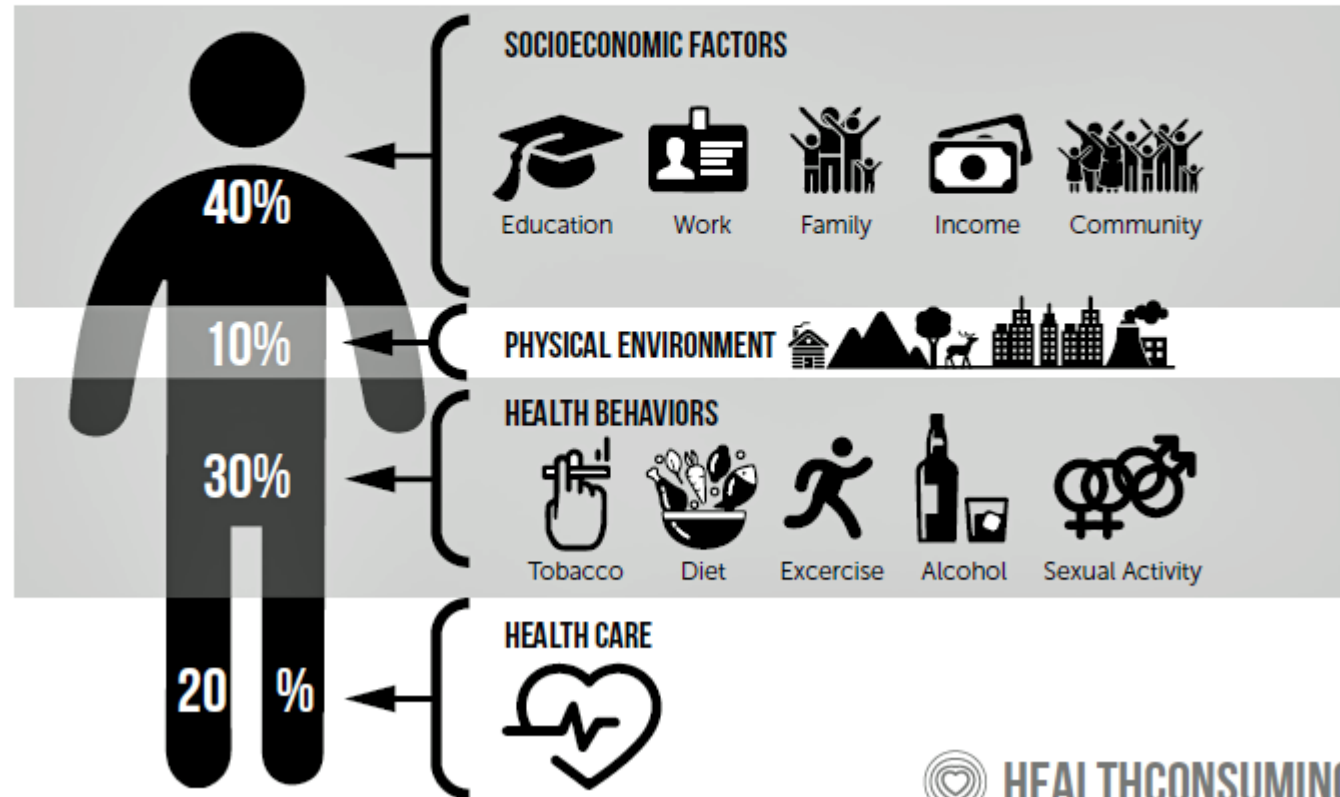 SOCIOECONOMIC FACTORS
Education Work Family Income Community
40%
10%
PHYSICAL ENVIRONMENT
HEALTH BEHAVIORS
30%
Tobacco Diet Excercise Alcohol Sexual Activity
HEALTH CARE
20 %
HEALTHCONSUMING